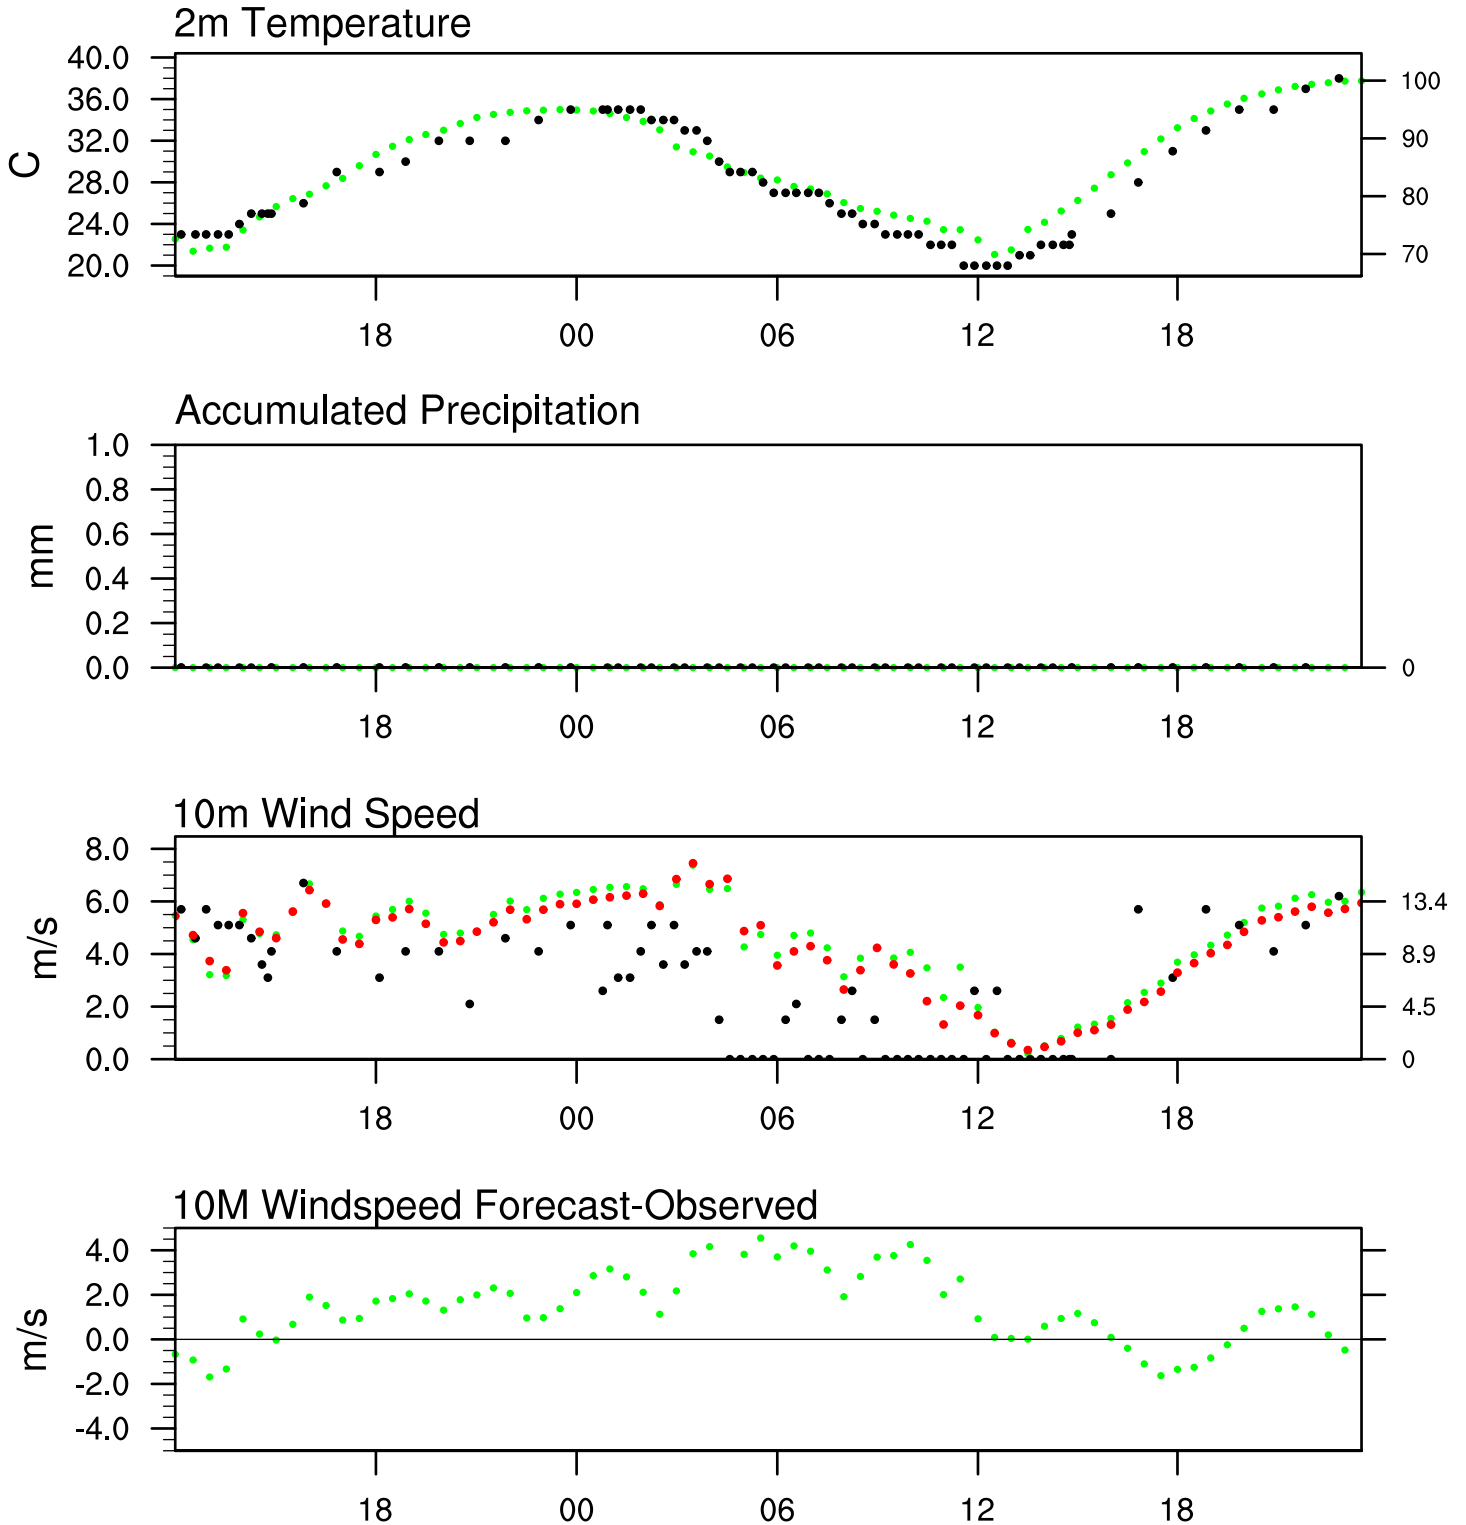 2m Temperature
40.0
36.0
32.0
28.0
24.0
20.0
C
100
90
80
70
18 00 06 12 18
Accumulated Precipitation
1.0
0.8
0.6
0.4
0.2
0.0
mm
0
18 00 06 12 18
10m Wind Speed
8.0
6.0
4.0
2.0
0.0
m/s
13.4
8.9
4.5
0
18 00 06 12 18
10M Windspeed Forecast-Observed
4.0
2.0
0.0
-2.0
-4.0
m/s
18 00 06 12 18